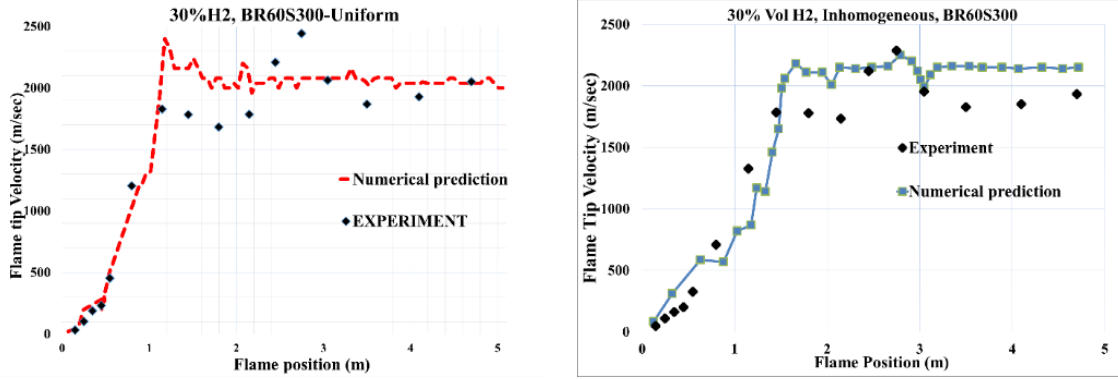 30%H2, BR60S300-Uniform
2500
2000
1500
1000
500
0
Flame tip Velocity (m/sec)
Numerical prediction
EXPERIMENT
0 1 2 3 4 5
Flame position (m)
30% Vol H2, Inhomogeneous, BR60S300
2500
2000
1500
1000
500
0
Flame Tip Velocity (m/sec)
Experiment
Numerical prediction
0 1 2 3 4 5
Flame Position (m)